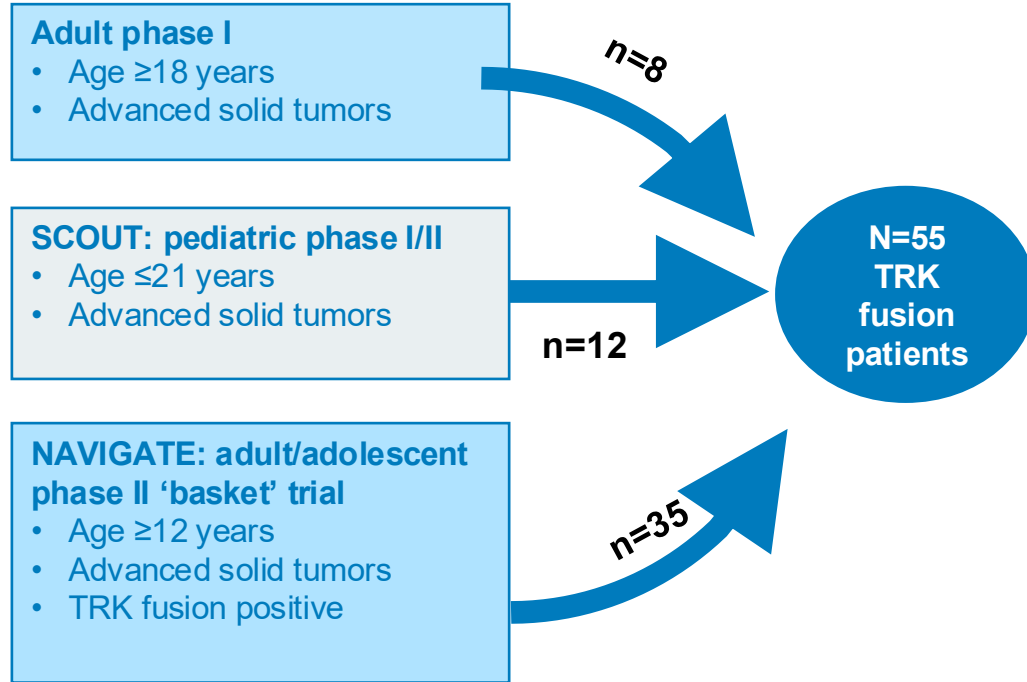 Adult phase I
• Age ≥18 years
• Advanced solid tumors
n=8
SCOUT: pediatric phase I/II
• Age ≤21 years
• Advanced solid tumors
n=12
NAVIGATE: adult/adolescent
phase II ‘basket’ trial
• Age ≥12 years
• Advanced solid tumors
• TRK fusion positive
n=35
N=55
TRK
fusion
patients